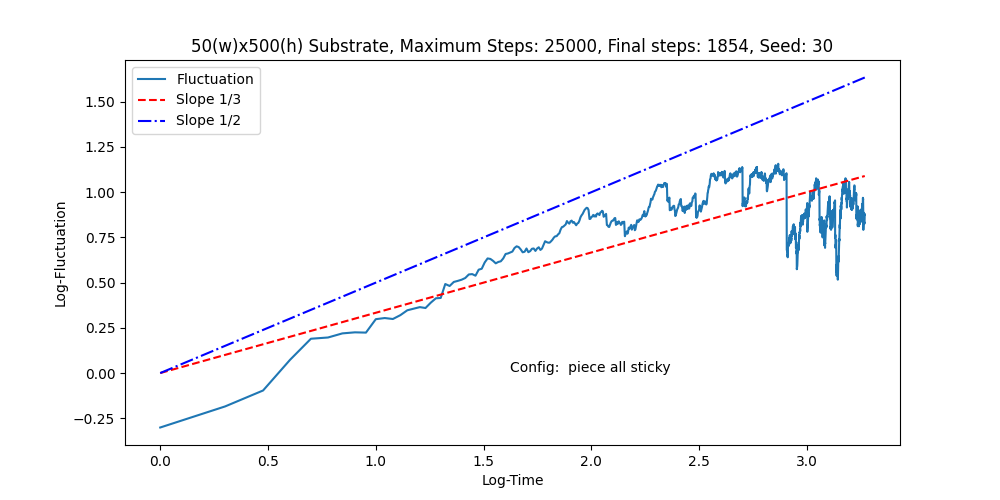 50(w)x500(h) Substrate, Maximum Steps: 25000, Final steps: 1854, Seed: 30
Fluctuation
Slope 1/3
Slope 1/2
1.50
1.25
1.00
0.75
0.50
0.25
0.00
−0.25
Log-Fluctuation
Config:  piece all sticky
0.0 0.5 1.0 1.5 2.0 2.5 3.0
Log-Time